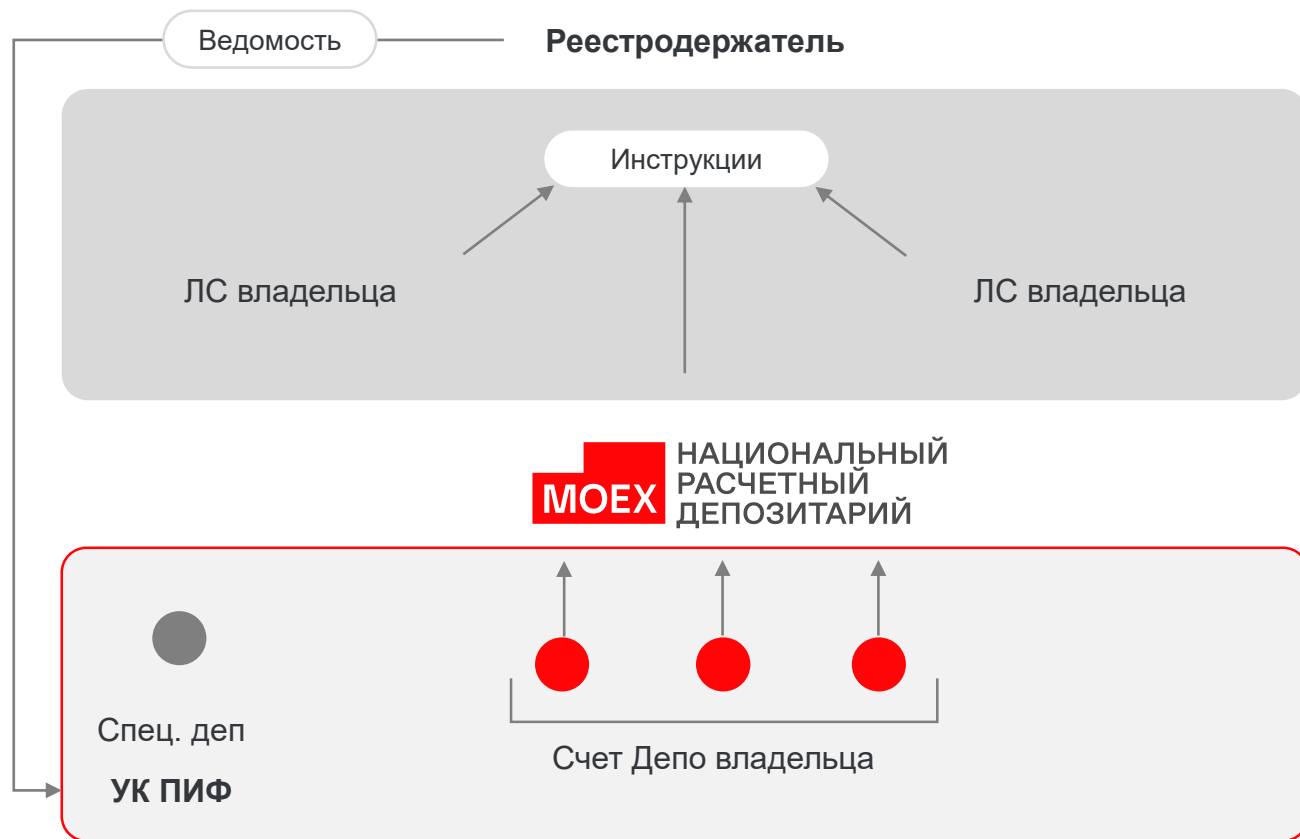 Ведомость
Реестродержатель
Инструкции
ЛС владельца
ЛС владельца
MOEX
НАЦИОНАЛЬНЫЙ
РАСЧЕТНЫЙ
ДЕПОЗИТАРИЙ
Спец. деп
Счет Депо владельца
УК ПИФ